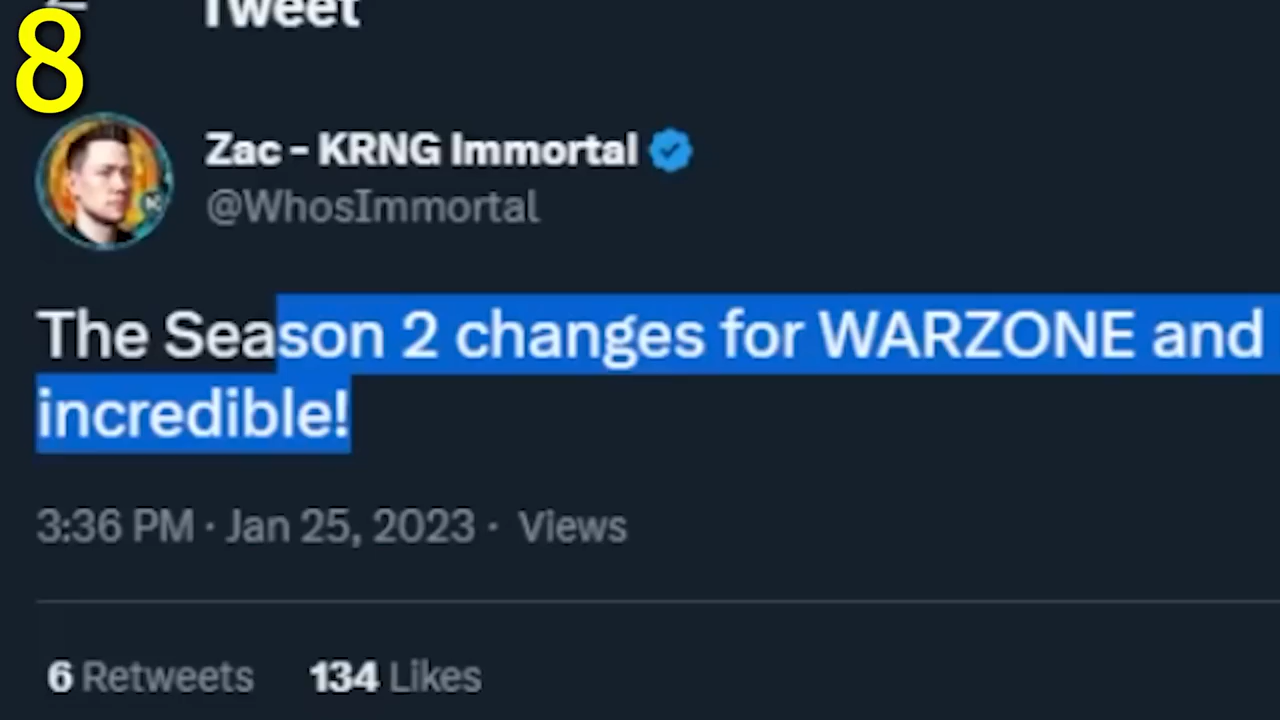 8
Tweet
Zac - KRNG Immortal
@WhosImmortal
The Season 2 changes for WARZONE and
incredible!
3:36 PM · Jan 25, 2023 · Views
6 Retweets 134 Likes